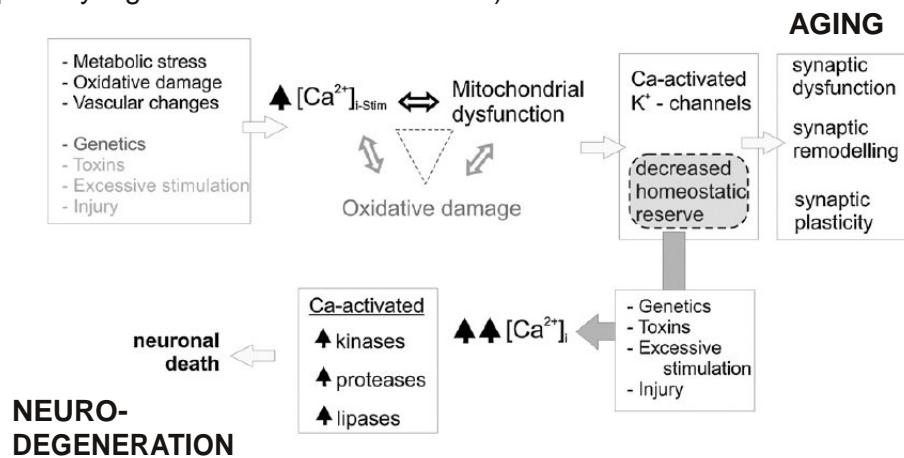 AGING
- Metabolic stress
- Oxidative damage
- Vascular changes
- Genetics
- Toxins
- Excessive stimulation
- Injury
[Ca²⁺]i-Stim
Mitochondrial
dysfunction
Oxidative damage
Ca-activated
K⁺ - channels
decreased
homeostatic
reserve
synaptic
dysfunction
synaptic
remodelling
synaptic
plasticity
- Genetics
- Toxins
- Excessive
stimulation
- Injury
[Ca²⁺]i
Ca-activated
kinases
proteases
lipases
neuronal
death
NEURO-
DEGENERATION